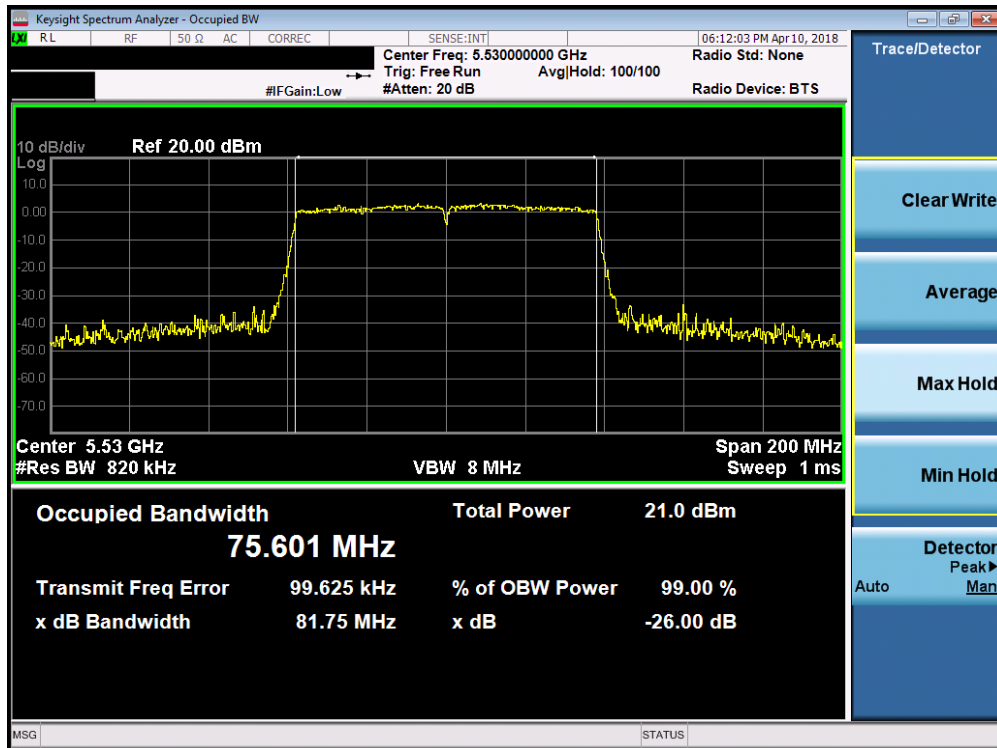 Keysight Spectrum Analyzer - Occupied BW
LXI RL RF 50 Ω AC CORREC SENSE:INT 06:12:03 PM Apr 10, 2018
Center Freq: 5.530000000 GHz Radio Std: None
Trig: Free Run Avg|Hold: 100/100
#IFGain:Low #Atten: 20 dB Radio Device: BTS
Trace/Detector
10 dB/div Ref 20.00 dBm
Log
10.0
0.00
-10.0
-20.0
-30.0
-40.0
-50.0
-60.0
-70.0
Center 5.53 GHz Span 200 MHz
#Res BW 820 kHz VBW 8 MHz Sweep 1 ms
Occupied Bandwidth Total Power 21.0 dBm
75.601 MHz
Transmit Freq Error 99.625 kHz % of OBW Power 99.00 %
x dB Bandwidth 81.75 MHz x dB -26.00 dB
Clear Write
Average
Max Hold
Min Hold
Detector
Peak▶
Auto Man
MSG STATUS